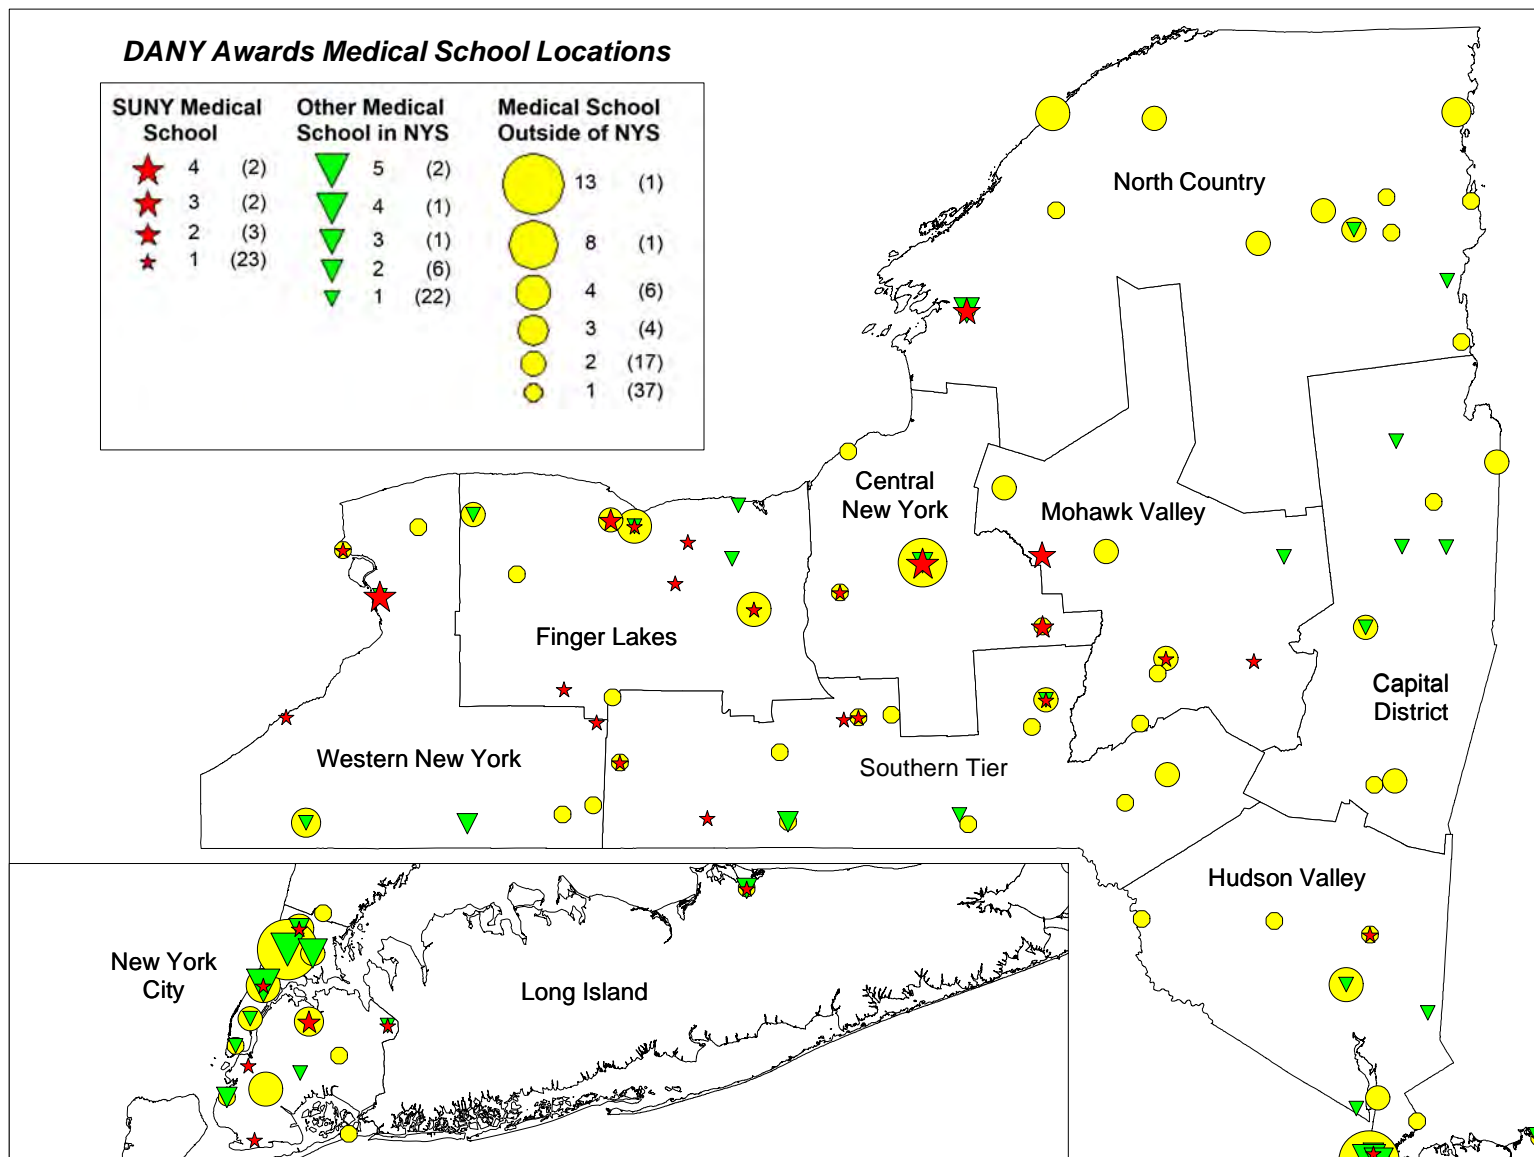 DANY Awards Medical School Locations
SUNY Medical School
4 (2)
3 (2)
2 (3)
1 (23)
Other Medical School in NYS
5 (2)
4 (1)
3 (1)
2 (6)
1 (22)
Medical School Outside of NYS
13 (1)
8 (1)
4 (6)
3 (4)
2 (17)
1 (37)
North Country
Central
New York
Mohawk Valley
Finger Lakes
Capital
District
Western New York
Southern Tier
Hudson Valley
New York
City
Long Island